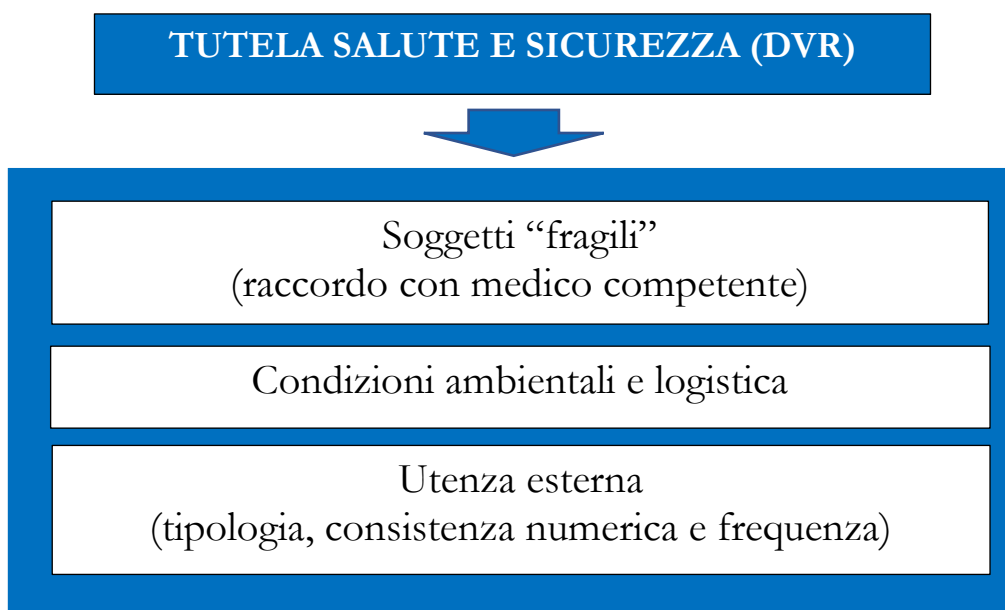 TUTELA SALUTE E SICUREZZA (DVR)
Soggetti “fragili”
(raccordo con medico competente)
Condizioni ambientali e logistica
Utenza esterna
(tipologia, consistenza numerica e frequenza)